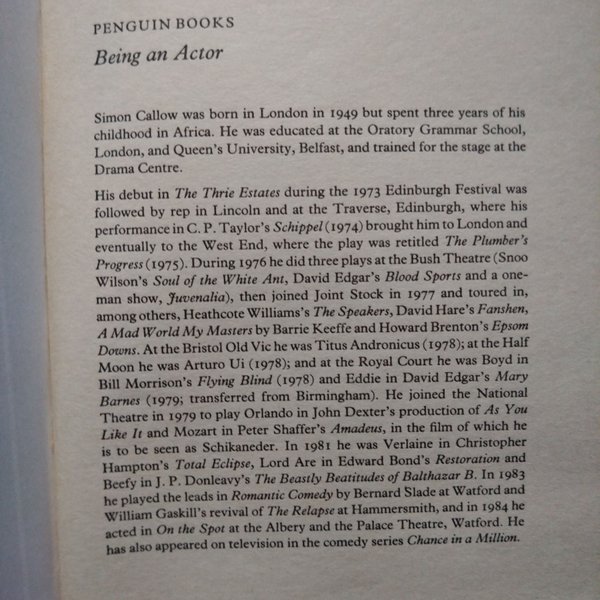 PENGUIN BOOKS
Being an Actor
Simon Callow was born in London in 1949 but spent three years of his
childhood in Africa. He was educated at the Oratory Grammar School,
London, and Queen's University, Belfast, and trained for the stage at the
Drama Centre.
His debut in The Thrie Estates during the 1973 Edinburgh Festival was
followed by rep in Lincoln and at the Traverse, Edinburgh, where his
performance in C. P. Taylor's Schippel (1974) brought him to London and
eventually to the West End, where the play was retitled The Plumber's
Progress (1975). During 1976 he did three plays at the Bush Theatre (Snoo
Wilson's Soul of the White Ant, David Edgar's Blood Sports and a one-
man show, Juvenalia), then joined Joint Stock in 1977 and toured in,
among others, Heathcote Williams's The Speakers, David Hare's Fanshen,
A Mad World My Masters by Barrie Keeffe and Howard Brenton's Epsom
Downs. At the Bristol Old Vic he was Titus Andronicus (1978); at the Half
Moon he was Arturo Ui (1978); and at the Royal Court he was Boyd in
Bill Morrison's Flying Blind (1978) and Eddie in David Edgar's Mary
Barnes (1979; transferred from Birmingham). He joined the National
Theatre in 1979 to play Orlando in John Dexter's production of As You
Like It and Mozart in Peter Shaffer's Amadeus, in the film of which he
is to be seen as Schikaneder. In 1981 he was Verlaine in Christopher
Hampton's Total Eclipse, Lord Are in Edward Bond's Restoration and
Beefy in J. P. Donleavy's The Beastly Beatitudes of Balthazar B. In 1983
he played the leads in Romantic Comedy by Bernard Slade at Watford and
William Gaskill's revival of The Relapse at Hammersmith, and in 1984 he
acted in On the Spot at the Albery and the Palace Theatre, Watford. He
has also appeared on television in the comedy series Chance in a Million.